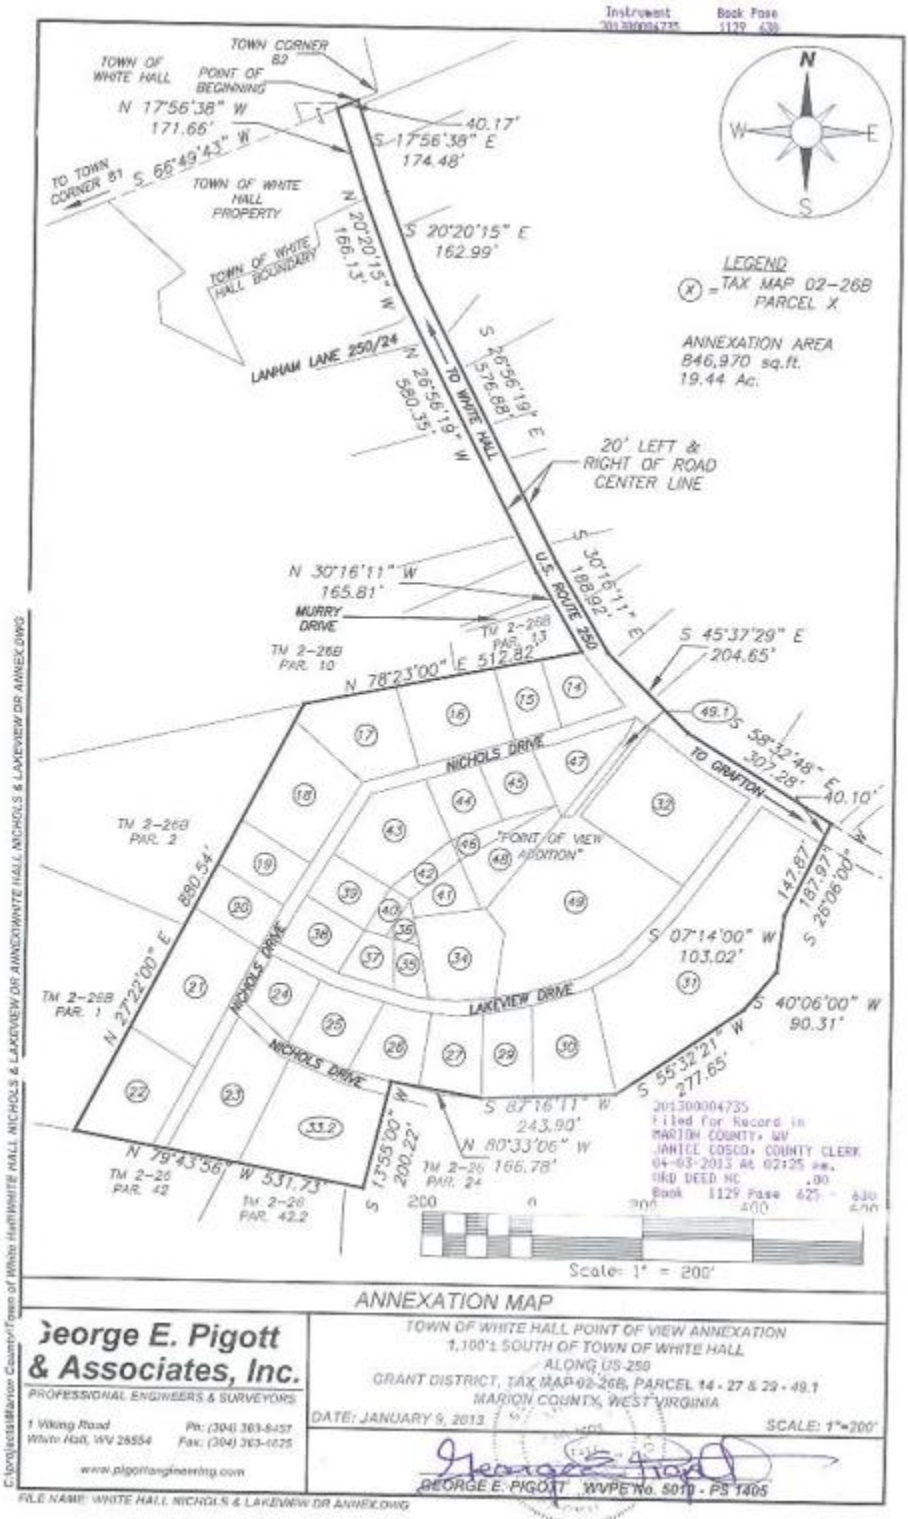 Instrument Book Page
201300004735 1129 630
TOWN CORNER
B2
TOWN OF
WHITE HALL
POINT OF
BEGINNING
N 17°56'38" W
171.66'
40.17'
S 17°56'38" E
174.48'
TO TOWN
CORNER B1
S 66°49'43" W
TOWN OF WHITE
HALL
PROPERTY
N
W
E
S
N 20°20'15" W
166.13'
S 20°20'15" E
162.99'
TOWN OF WHITE
HALL BOUNDARY
LEGEND
X = TAX MAP 02-26B
PARCEL X
ANNEXATION AREA
846,970 sq.ft.
19.44 Ac.
LANHAM LANE 250/24
TO WHITE HALL
N 26°56'19" W
580.35'
S 26°56'19" E
576.88'
20' LEFT &
RIGHT OF ROAD
CENTER LINE
N 30°16'11" W
165.81'
U.S. ROUTE 250
S 30°16'11" E
188.92'
MURRY
DRIVE
TM 2-26B
PAR. 13
TM 2-26B
PAR. 10
N 78°23'00" E 512.82'
S 45°37'29" E
204.65'
49.1
S 58°32'48" E
307.28'
TO GRAFTON
40.10'
14
15
16
17
NICHOLS DRIVE
18
47
45
44
32
43
"POINT OF VIEW
ADDITION"
46
48
42
TM 2-26B
PAR. 2
880.54'
N 27°22'00" E
19
20
39
41
40
49
38
36
37
35
34
147.87'
187.97'
S 26°06'00"
S 07°14'00" W
103.02'
31
TM 2-26B
PAR. 1
21
NICHOLS DRIVE
24
LAKEVIEW DRIVE
25
26
27
29
30
S 40°06'00" W
90.31'
S 55°32'21" W
277.65'
NICHOLS DRIVE
22
23
33.2
S 87°16'11" W
243.90'
N 80°33'06" W
166.78'
TM 2-26
PAR. 24
S 13°55'00" W
200.22'
N 79°43'56" W 531.73'
TM 2-26
PAR. 42
TM 2-26
PAR. 42.2
201300004735
Filed for Record in
MARION COUNTY, WV
JANICE COSCO, COUNTY CLERK
04-03-2013 At 02:25 pm.
ORD DEED NC .00
Book 1129 Page 625 - 630
200 0 200 400 600
Scale: 1" = 200'
ANNEXATION MAP
George E. Pigott
& Associates, Inc.
PROFESSIONAL ENGINEERS & SURVEYORS
1 Viking Road
White Hall, WV 26554
Ph: (304) 363-8457
Fax: (304) 363-4825
www.pigottengineering.com
TOWN OF WHITE HALL POINT OF VIEW ANNEXATION
1,100'± SOUTH OF TOWN OF WHITE HALL
ALONG US 250
GRANT DISTRICT, TAX MAP 02-26B, PARCEL 14 - 27 & 29 - 49.1
MARION COUNTY, WEST VIRGINIA
DATE: JANUARY 9, 2013
SCALE: 1"=200'
George E Pigott
GEORGE E. PIGOTT WVPE No. 5013 - PS 1405
FILE NAME: WHITE HALL NICHOLS & LAKEVIEW DR ANNEX.DWG